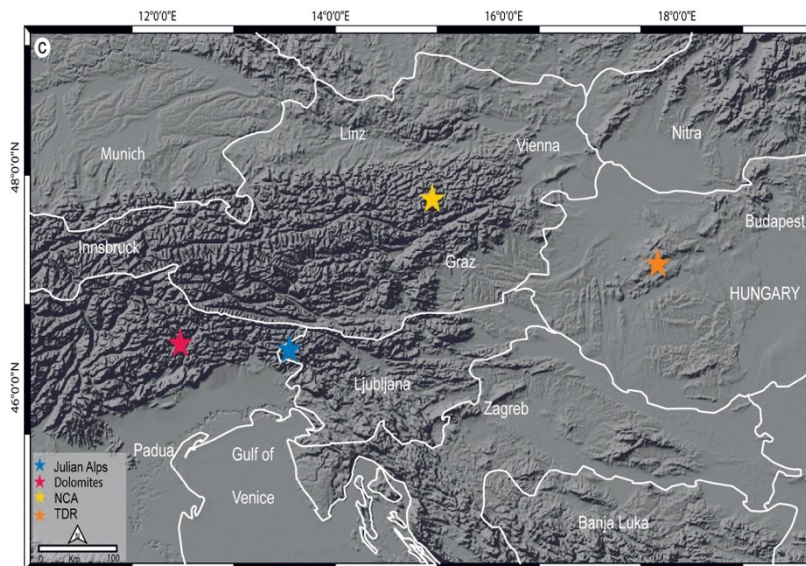 12°0'0"E 14°0'0"E 16°0'0"E 18°0'0"E
C
Linz
Munich
Vienna
Nitra
48°0'0"N
Budapest
Innsbruck
Graz
HUNGARY
46°0'0"N
Ljubljana
Zagreb
Padua
Gulf of
Venice
Julian Alps
Dolomites
NCA
TDR
Banja Luka
0 Km 100